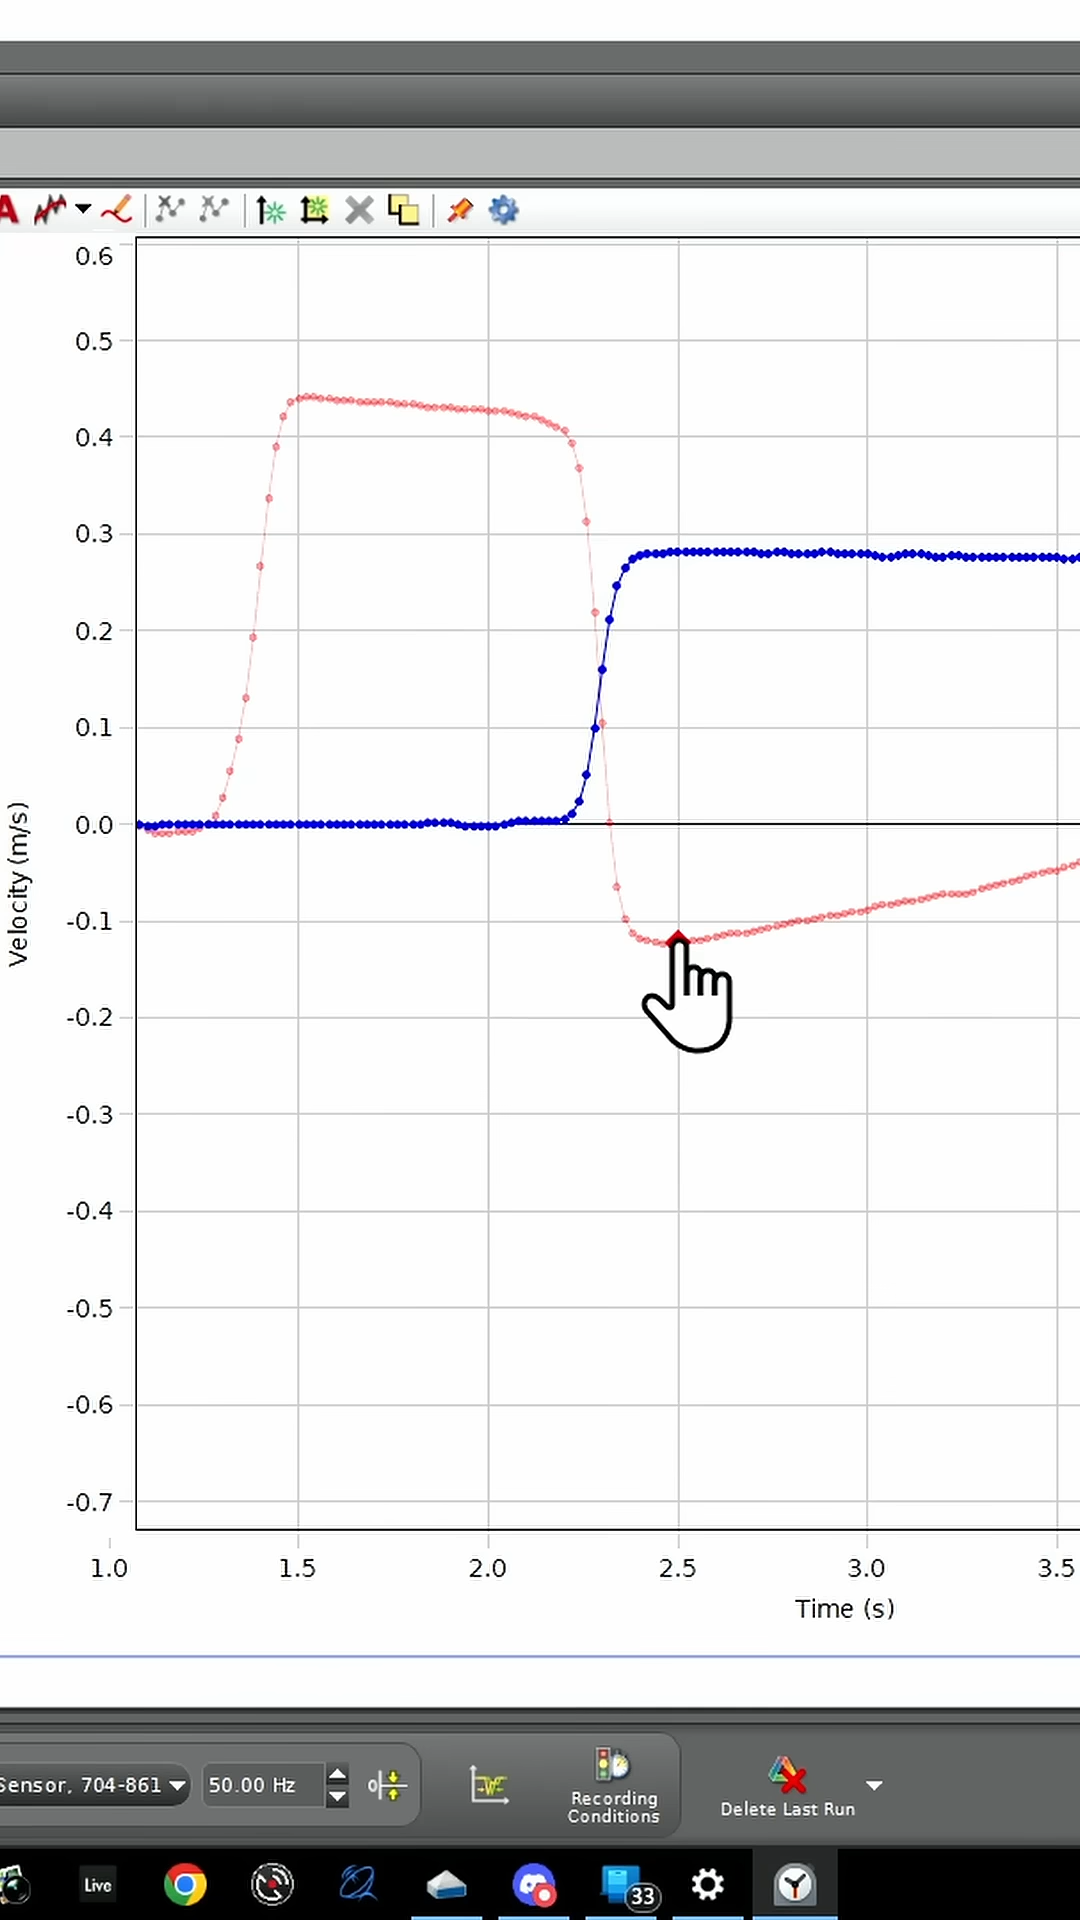 0.6
0.5
0.4
0.3
0.2
0.1
0.0
-0.1
-0.2
-0.3
-0.4
-0.5
-0.6
-0.7
Velocity (m/s)
1.0 1.5 2.0 2.5 3.0 3.5
Time (s)
Sensor, 704-861
50.00 Hz
Recording
Conditions
Delete Last Run
Live
33